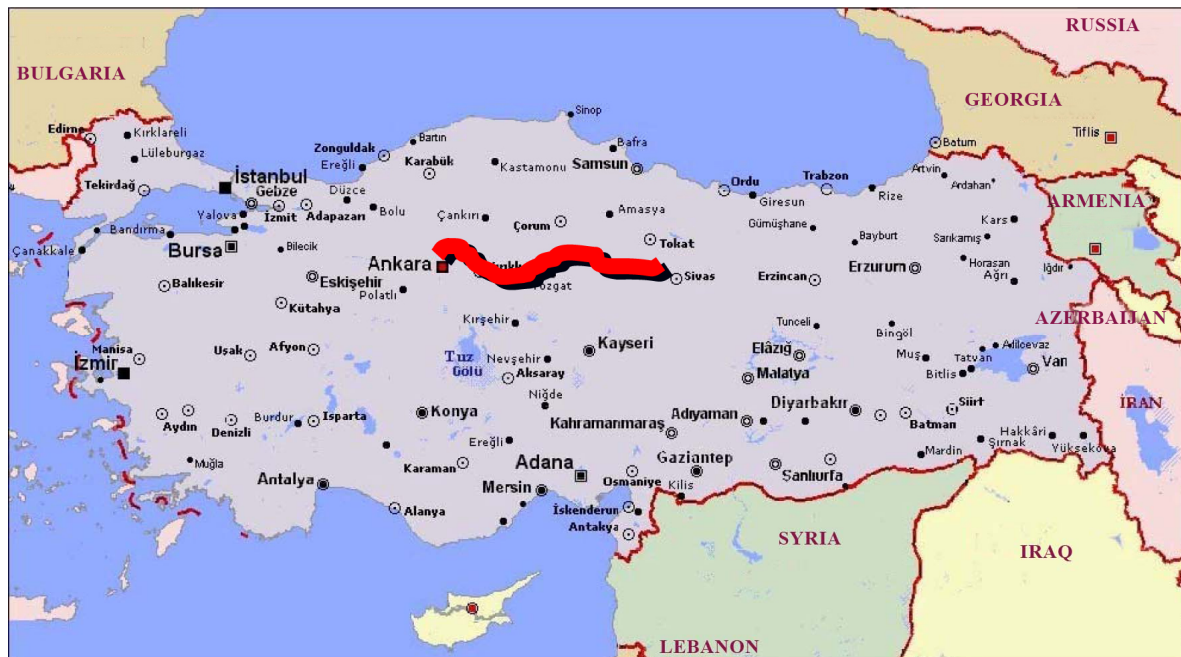 RUSSIA
BULGARIA
GEORGIA
Sinop
Edirne
Kırklareli
Tiflis
Bartın
Batum
Zonguldak
Bafra
Lüleburgaz
Ereğli
Karabük
Kastamonu
Samsun
Artvin
İstanbul
Ardahan
Tekirdağ
Gebze
Düzce
Ordu
Trabzon
Rize
ARMENIA
Yalova
İzmit
Adapazarı
Bolu
Çankırı
Çorum
Amasya
Giresun
Gümüşhane
Kars
Bandırma
Çanakkale
Bursa
Bilecik
Tokat
Bayburt
Sarıkamış
Ankara
Eskişehir
Sivas
Erzincan
Erzurum
Horasan
Ağrı
Iğdır
Balıkesir
Polatlı
Yozgat
Kütahya
Kırşehir
Tunceli
Bingöl
AZERBAIJAN
Manisa
İzmir
Uşak
Afyon
Tuz
Gölü
Nevşehir
Aksaray
Kayseri
Elâzığ
Malatya
Muş
Tatvan
Adilcevaz
Bitlis
Van
Niğde
Aydın
Denizli
Burdur
Isparta
Konya
Kahramanmaraş
Adıyaman
Diyarbakır
Batman
Siirt
İRAN
Muğla
Ereğli
Karaman
Adana
Gaziantep
Mardin
Şırnak
Hakkâri
Yüksekova
Antalya
Mersin
Osmaniye
Kilis
Şanlıurfa
Alanya
İskenderun
Antakya
SYRIA
IRAQ
LEBANON